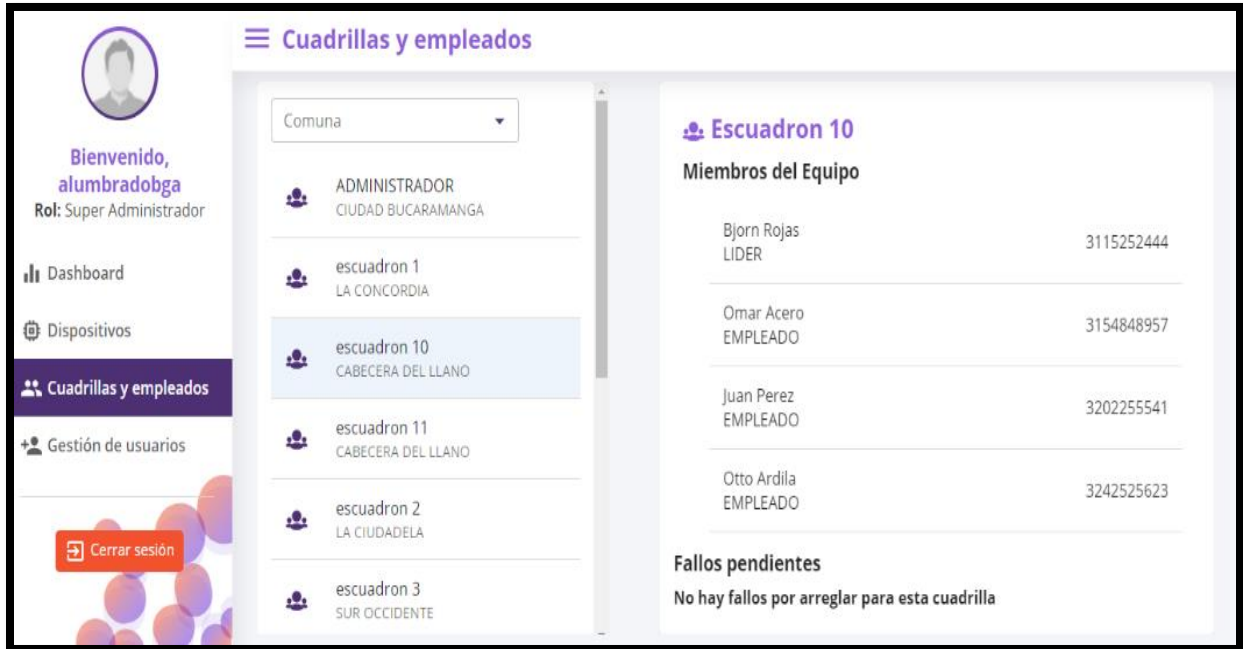 Bienvenido,
alumbradobga
Rol: Super Administrador
Dashboard
Dispositivos
Cuadrillas y empleados
Gestión de usuarios
Cerrar sesión
Cuadrillas y empleados
Comuna
ADMINISTRADOR
CIUDAD BUCARAMANGA
escuadron 1
LA CONCORDIA
escuadron 10
CABECERA DEL LLANO
escuadron 11
CABECERA DEL LLANO
escuadron 2
LA CIUDADELA
escuadron 3
SUR OCCIDENTE
Escuadron 10
Miembros del Equipo
Bjorn Rojas
LIDER
3115252444
Omar Acero
EMPLEADO
3154848957
Juan Perez
EMPLEADO
3202255541
Otto Ardila
EMPLEADO
3242525623
Fallos pendientes
No hay fallos por arreglar para esta cuadrilla